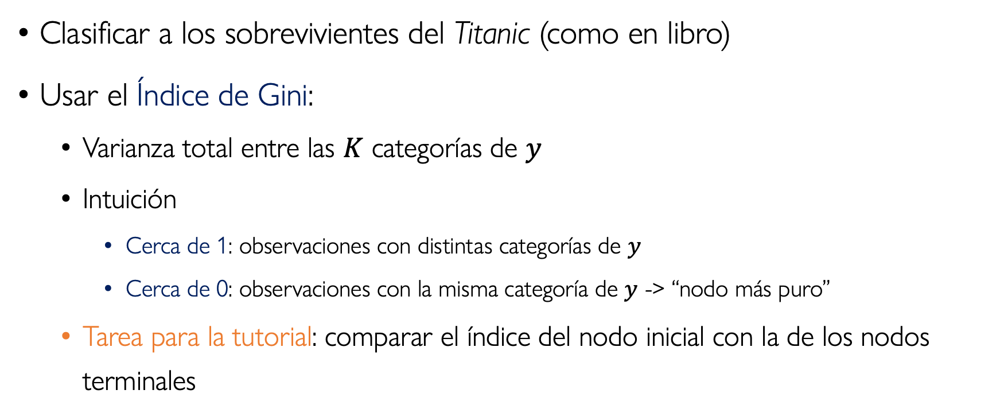 • Clasificar a los sobrevivientes del Titanic (como en libro)
• Usar el Índice de Gini:
• Varianza total entre las K categorías de y
• Intuición
• Cerca de 1: observaciones con distintas categorías de y
• Cerca de 0: observaciones con la misma categoría de y -> “nodo más puro”
• Tarea para la tutorial: comparar el índice del nodo inicial con la de los nodos
terminales